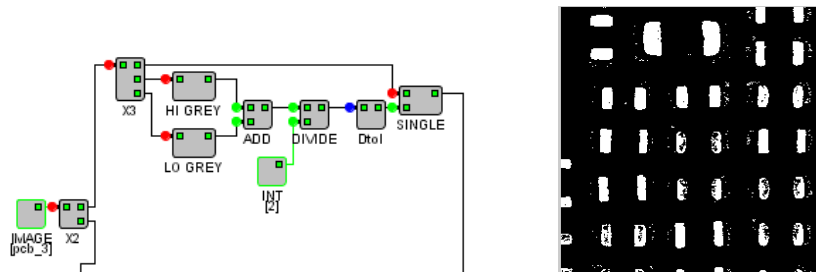 X3
HI GREY
LO GREY
ADD
DIVIDE
DtoI
SINGLE
INT
[2]
IMAGE
[pcb_3]
X2